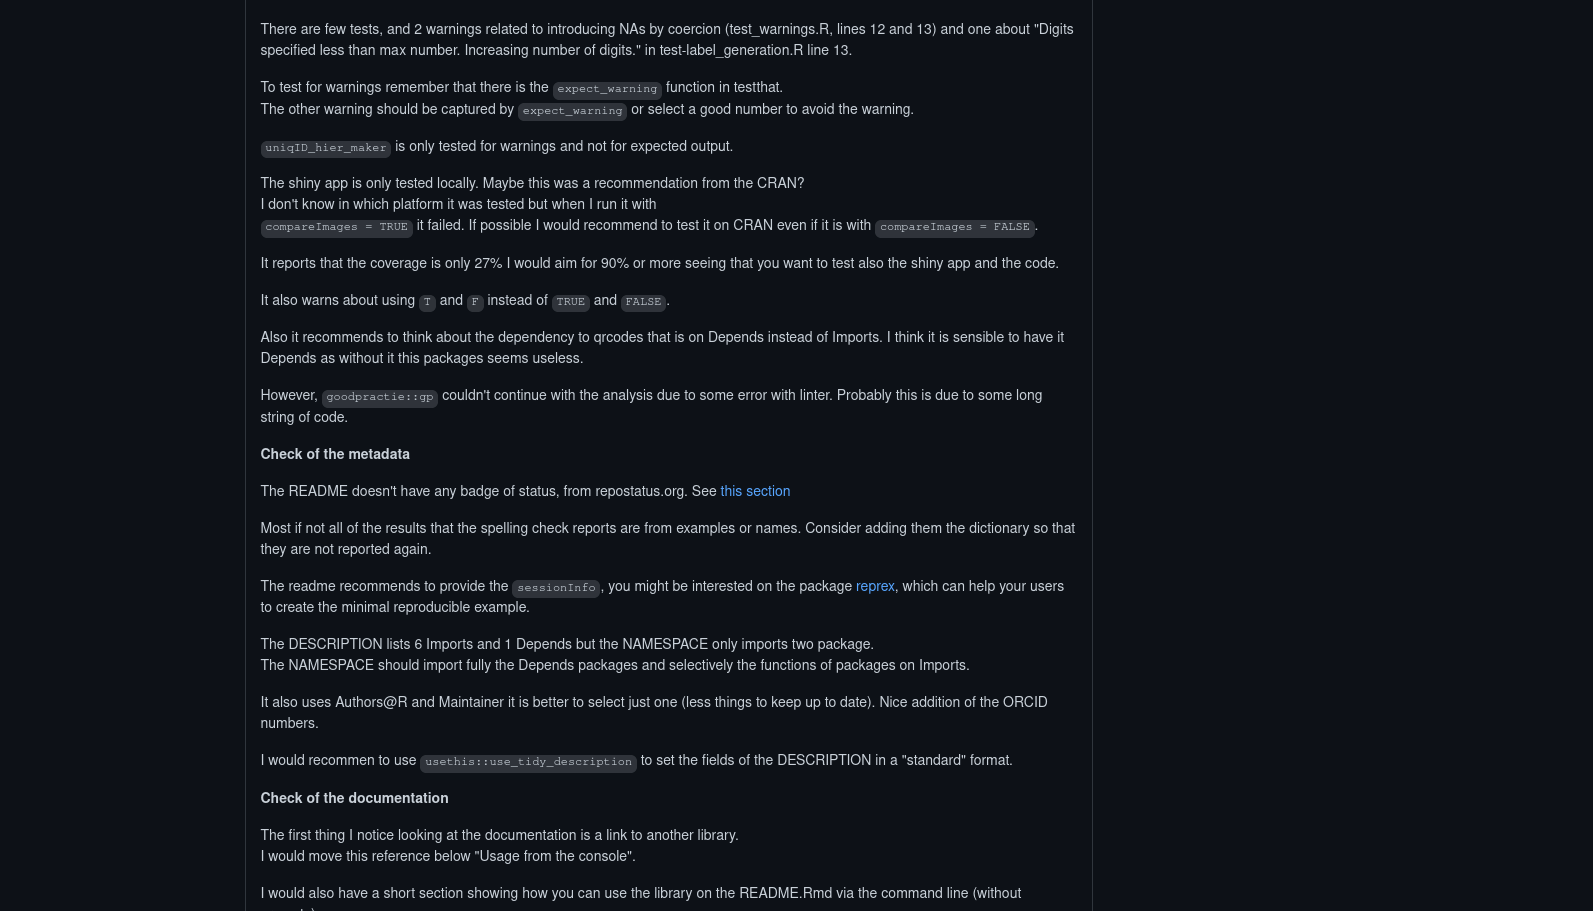 There are few tests, and 2 warnings related to introducing NAs by coercion (test_warnings.R, lines 12 and 13) and one about "Digits
specified less than max number. Increasing number of digits." in test-label_generation.R line 13.
To test for warnings remember that there is the expect_warning function in testthat.
The other warning should be captured by expect_warning or select a good number to avoid the warning.
uniqID_hier_maker is only tested for warnings and not for expected output.
The shiny app is only tested locally. Maybe this was a recommendation from the CRAN?
I don't know in which platform it was tested but when I run it with
compareImages = TRUE it failed. If possible I would recommend to test it on CRAN even if it is with compareImages = FALSE.
It reports that the coverage is only 27% I would aim for 90% or more seeing that you want to test also the shiny app and the code.
It also warns about using T and F instead of TRUE and FALSE.
Also it recommends to think about the dependency to qrcodes that is on Depends instead of Imports. I think it is sensible to have it
Depends as without it this packages seems useless.
However, goodpractie::gp couldn't continue with the analysis due to some error with linter. Probably this is due to some long
string of code.
Check of the metadata
The README doesn't have any badge of status, from repostatus.org. See this section
Most if not all of the results that the spelling check reports are from examples or names. Consider adding them the dictionary so that
they are not reported again.
The readme recommends to provide the sessionInfo, you might be interested on the package reprex, which can help your users
to create the minimal reproducible example.
The DESCRIPTION lists 6 Imports and 1 Depends but the NAMESPACE only imports two package.
The NAMESPACE should import fully the Depends packages and selectively the functions of packages on Imports.
It also uses Authors@R and Maintainer it is better to select just one (less things to keep up to date). Nice addition of the ORCID
numbers.
I would recommen to use usethis::use_tidy_description to set the fields of the DESCRIPTION in a "standard" format.
Check of the documentation
The first thing I notice looking at the documentation is a link to another library.
I would move this reference below "Usage from the console".
I would also have a short section showing how you can use the library on the README.Rmd via the command line (without